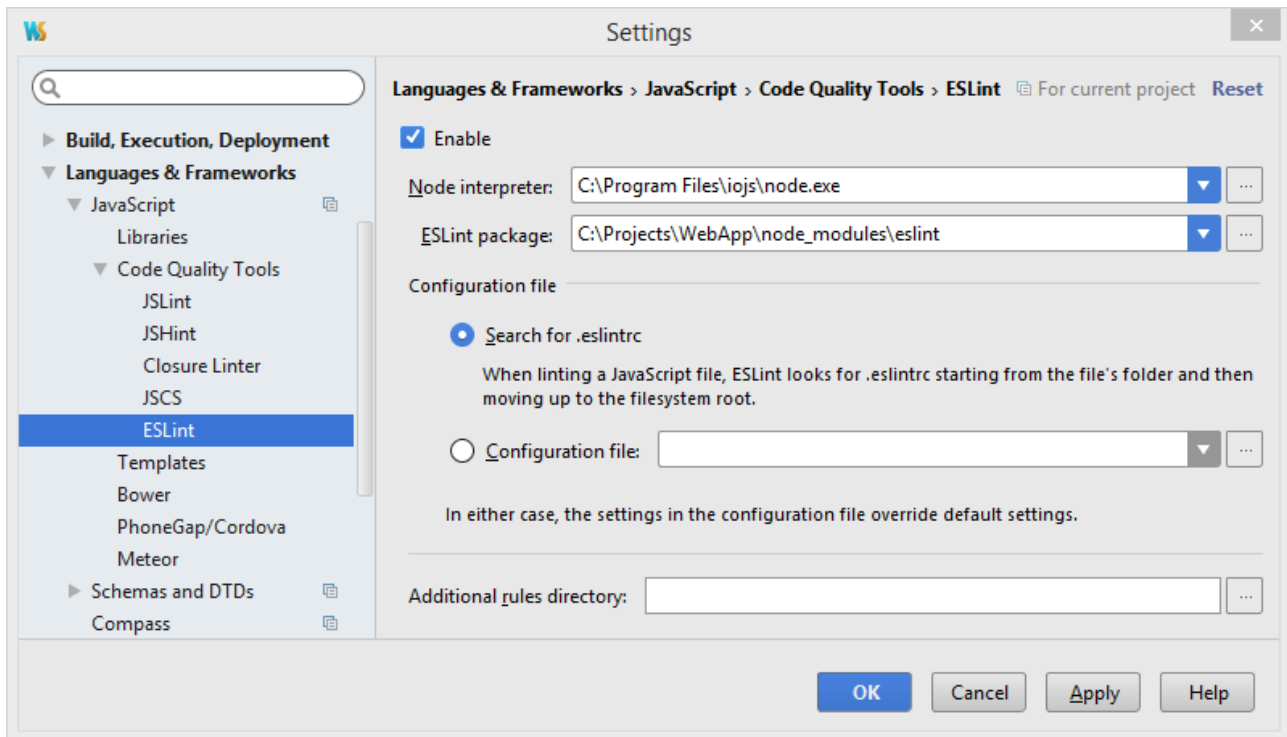 WS
Settings
Languages & Frameworks › JavaScript › Code Quality Tools › ESLint For current project Reset
Build, Execution, Deployment
Languages & Frameworks
JavaScript
Libraries
Code Quality Tools
JSLint
JSHint
Closure Linter
JSCS
ESLint
Templates
Bower
PhoneGap/Cordova
Meteor
Schemas and DTDs
Compass
Enable
Node interpreter: C:\Program Files\iojs\node.exe ...
ESLint package: C:\Projects\WebApp\node_modules\eslint ...
Configuration file
Search for .eslintrc
When linting a JavaScript file, ESLint looks for .eslintrc starting from the file's folder and then
moving up to the filesystem root.
Configuration file: ...
In either case, the settings in the configuration file override default settings.
Additional rules directory: ...
OK Cancel Apply Help